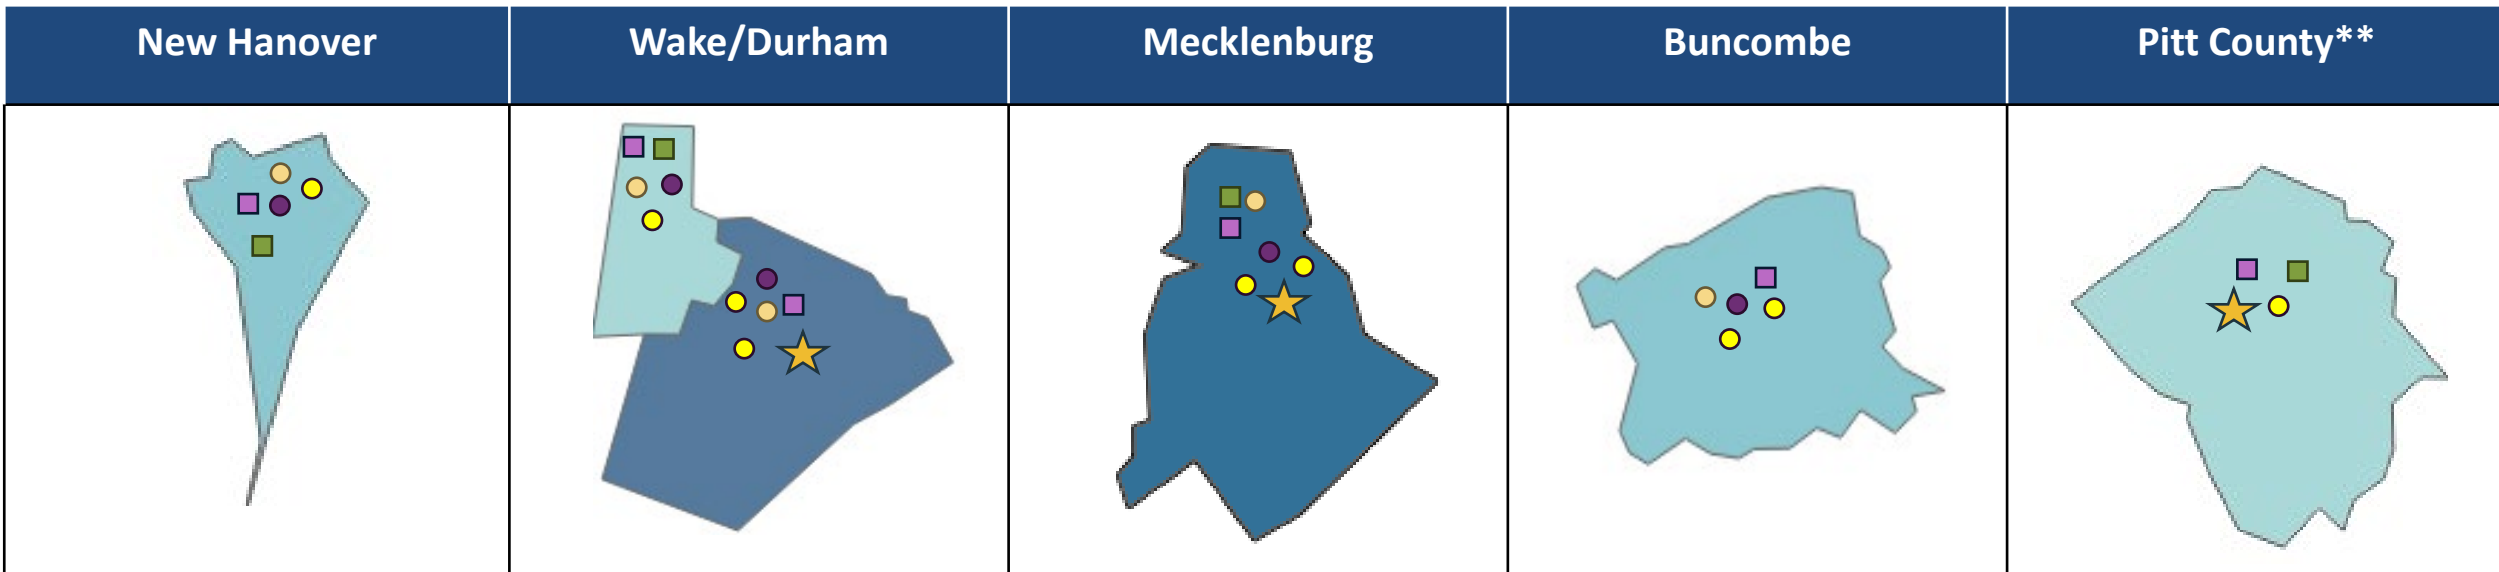 New Hanover
Wake/Durham
Mecklenburg
Buncombe
Pitt County**